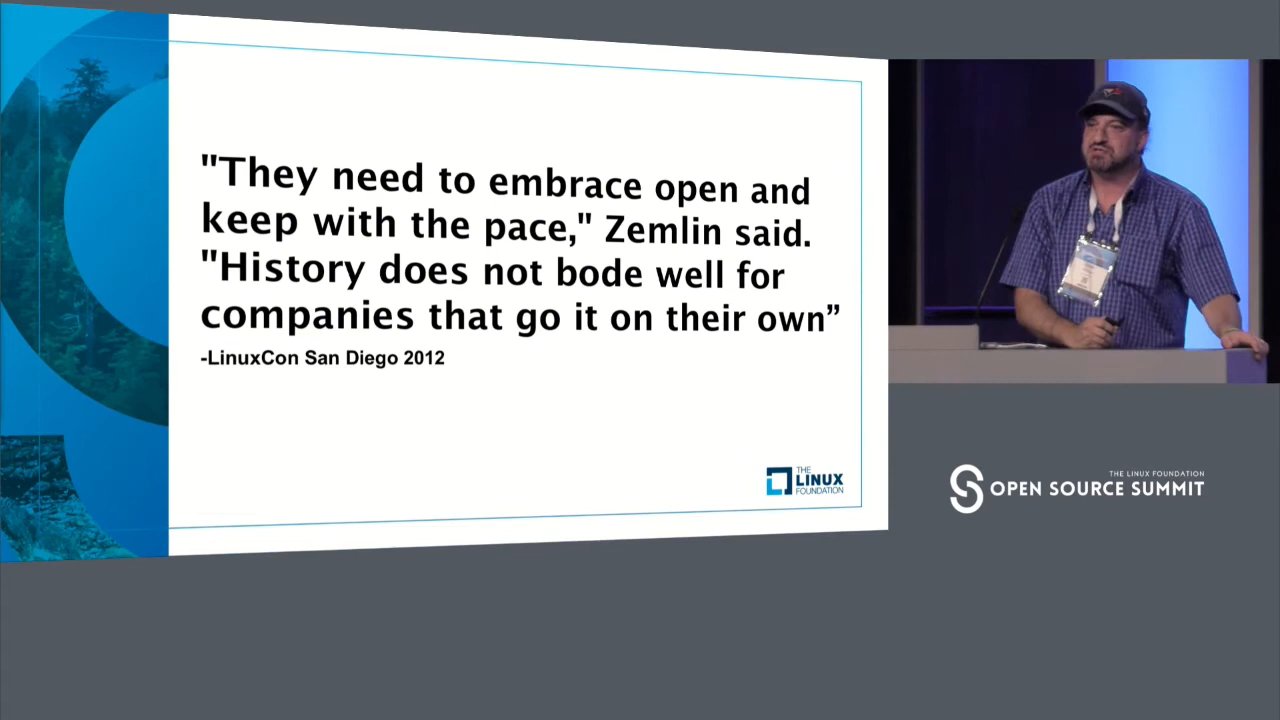 "They need to embrace open and
keep with the pace," Zemlin said.
"History does not bode well for
companies that go it on their own”
-LinuxCon San Diego 2012
THE
LINUX
FOUNDATION
THE LINUX FOUNDATION
OPEN SOURCE SUMMIT